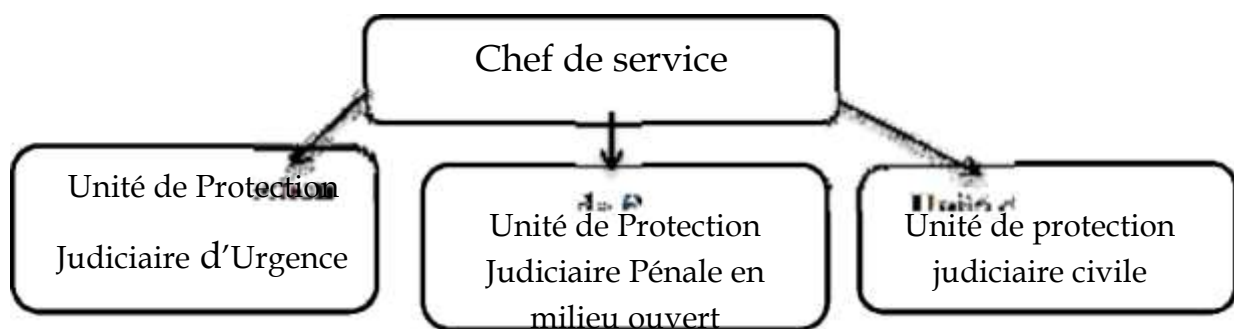 Chef de service
Unité de Protection
Judiciaire d'Urgence
Unité de Protection
Judiciaire Pénale en
milieu ouvert
Unité de protection
judiciaire civile